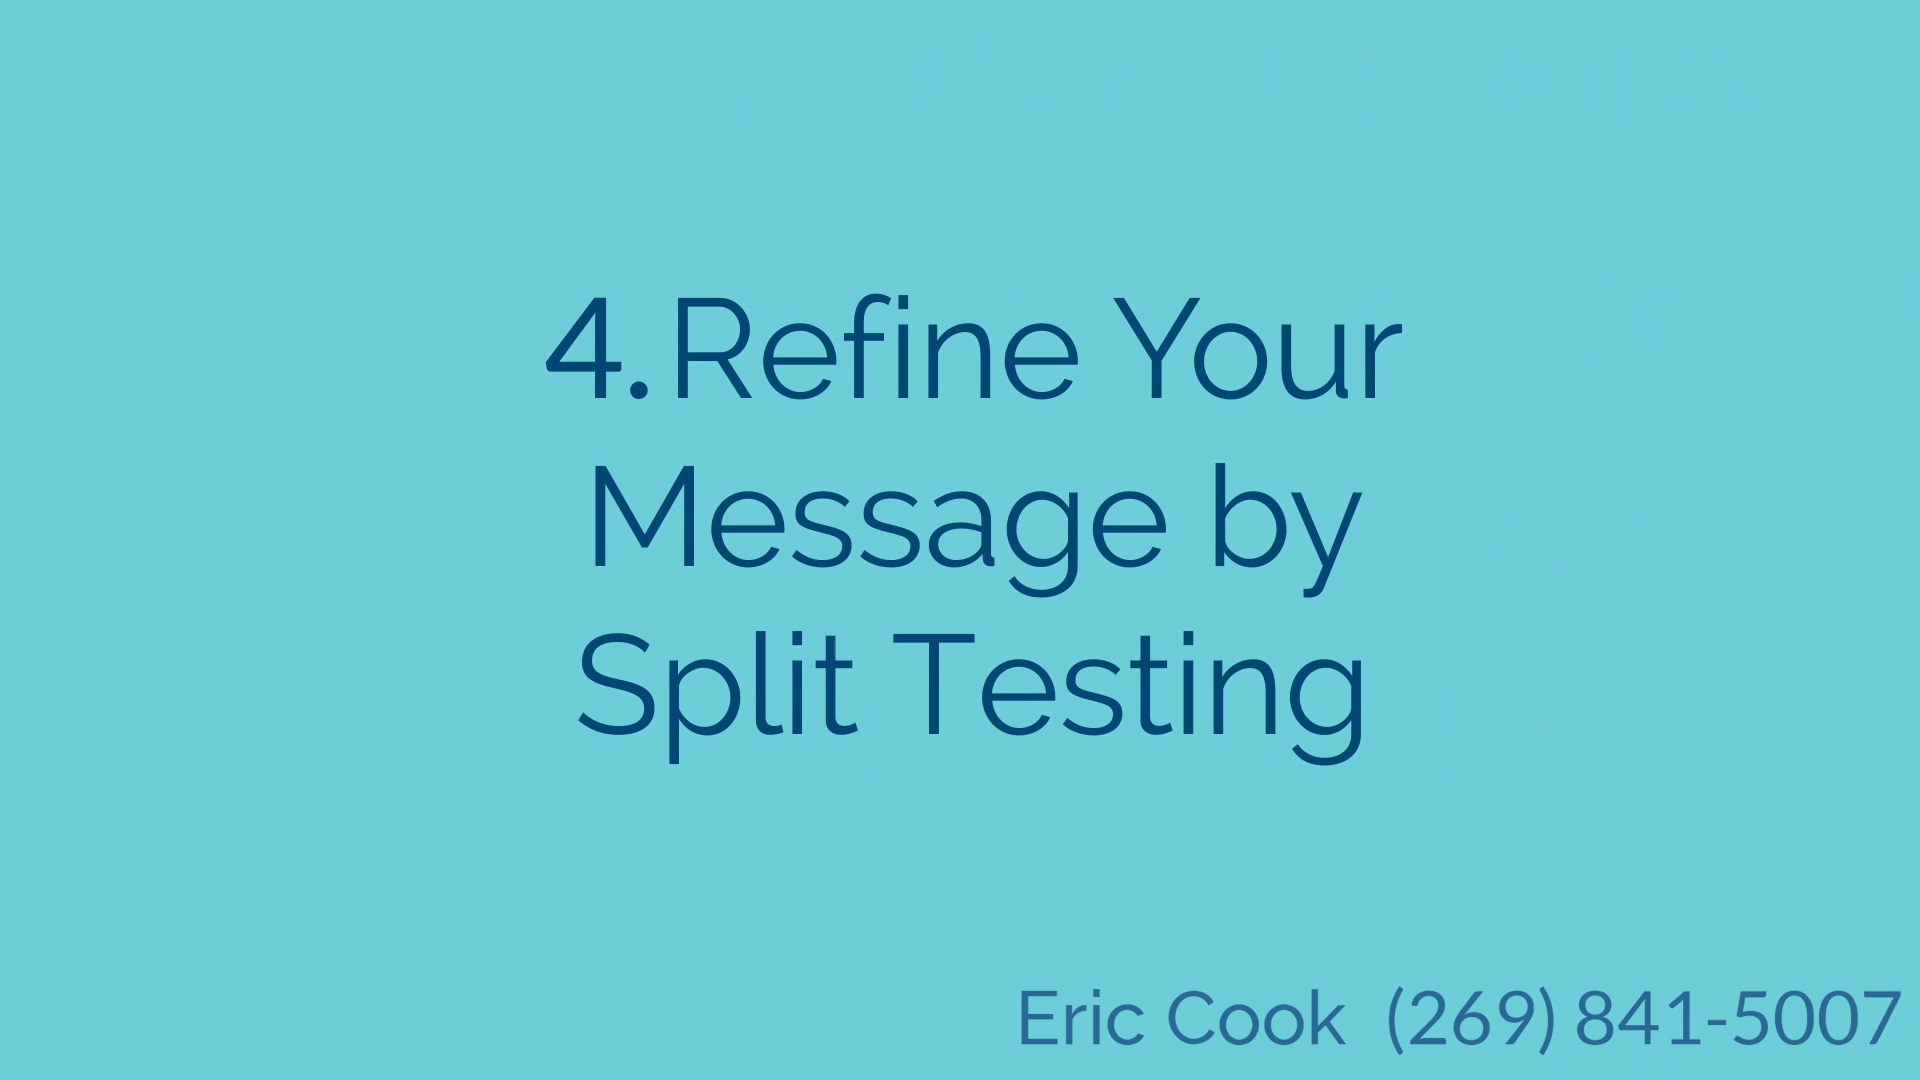 4. Refine Your
Message by
Split Testing
Eric Cook (269) 841-5007